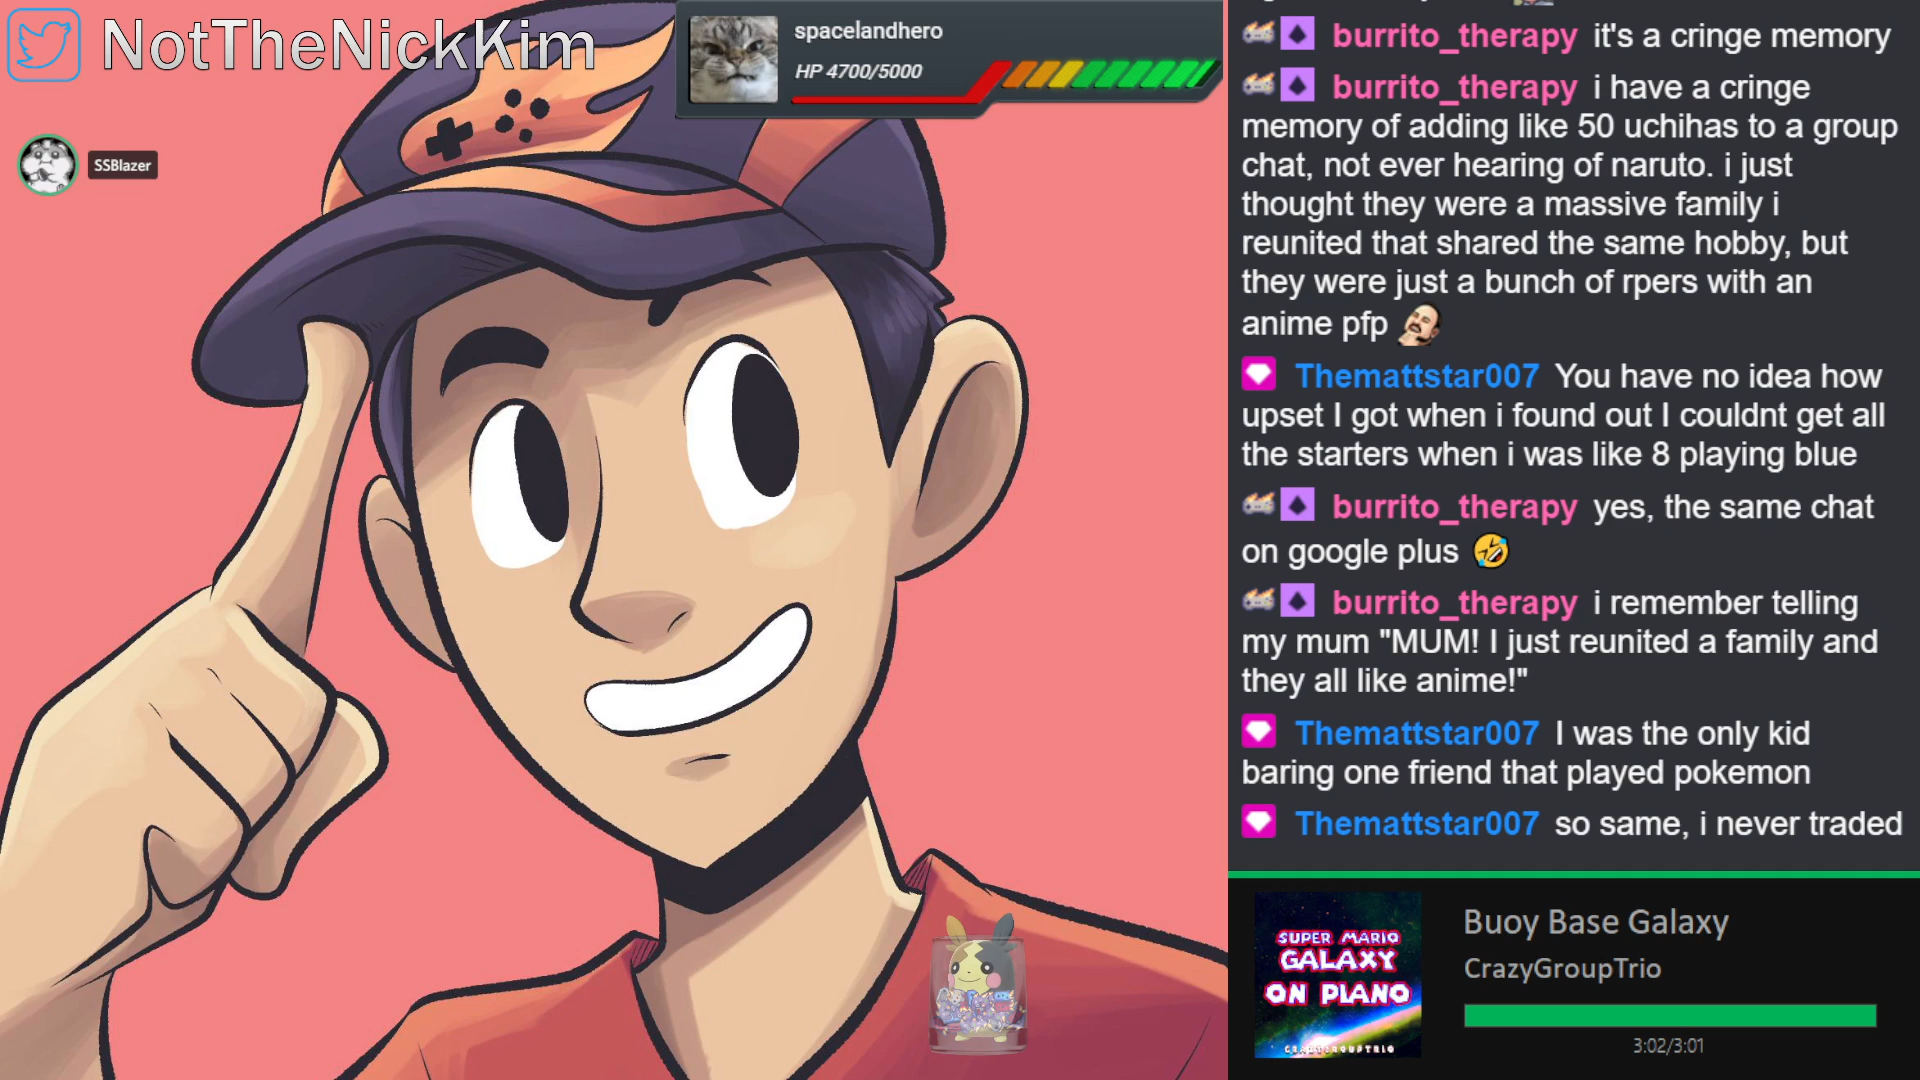 NotTheNickKim
spacelandhero
HP 4700/5000
SSBlazer
burrito_therapy it's a cringe memory
burrito_therapy i have a cringe
memory of adding like 50 uchihas to a group
chat, not ever hearing of naruto. i just
thought they were a massive family i
reunited that shared the same hobby, but
they were just a bunch of rpers with an
anime pfp
Themattstar007 You have no idea how
upset I got when i found out I couldnt get all
the starters when i was like 8 playing blue
burrito_therapy yes, the same chat
on google plus 🤣
burrito_therapy i remember telling
my mum "MUM! I just reunited a family and
they all like anime!"
Themattstar007 I was the only kid
baring one friend that played pokemon
Themattstar007 so same, i never traded
SUPER MARIO
GALAXY
ON PIANO
CRAZYGROUPTRIO
Buoy Base Galaxy
CrazyGroupTrio
3:02/3:01